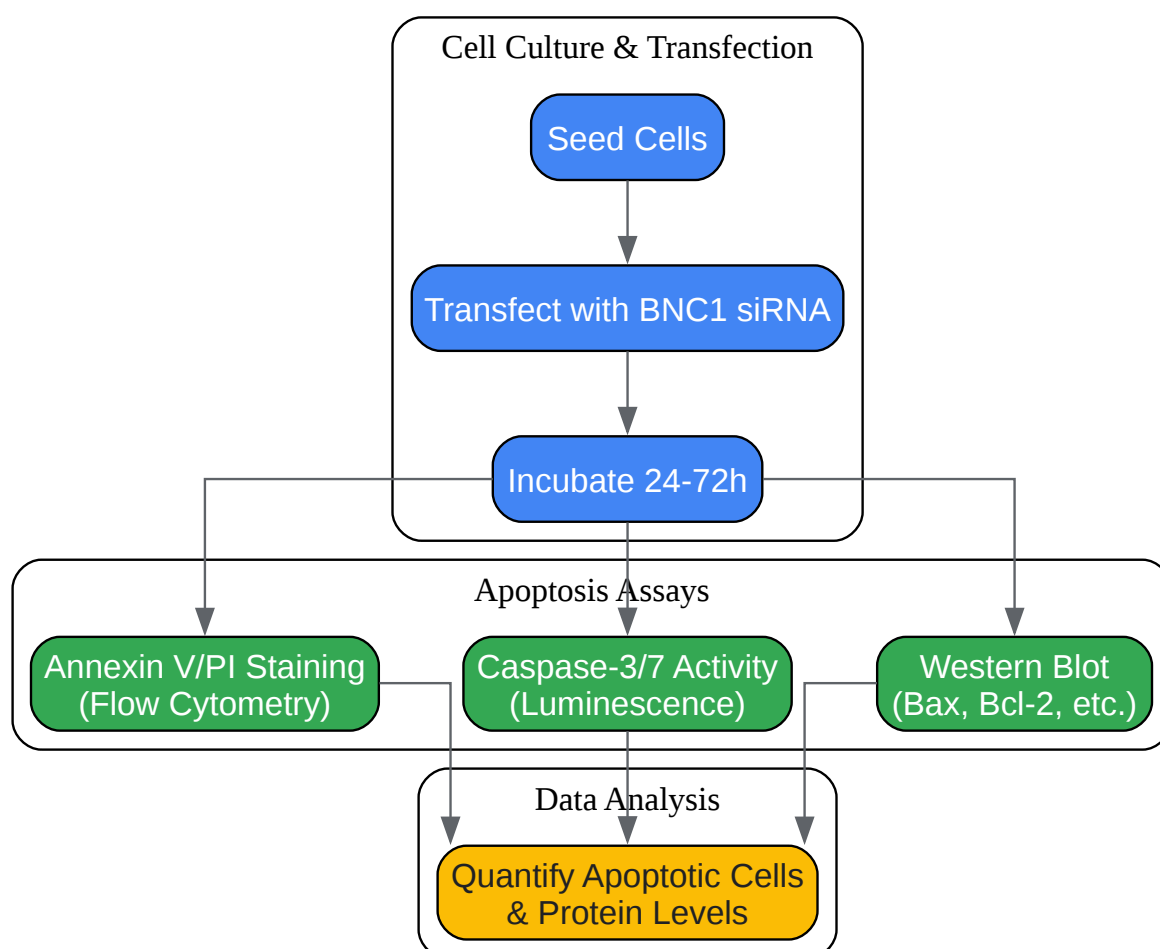 Cell Culture & Transfection
Seed Cells
Transfect with BNC1 siRNA
Incubate 24-72h
Apoptosis Assays
Annexin V/PI Staining
(Flow Cytometry)
Caspase-3/7 Activity
(Luminescence)
Western Blot
(Bax, Bcl-2, etc.)
Data Analysis
Quantify Apoptotic Cells
& Protein Levels